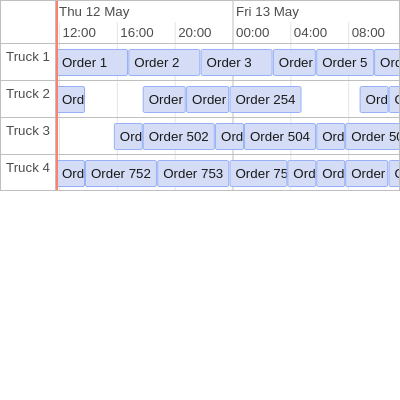 Thu 12 May Fri 13 May
12:00 16:00 20:00 00:00 04:00 08:00
Truck 1 Order 1 Order 2 Order 3 Order Order 5 Ord
Truck 2 Ord Order Order Order 254 Ord
Truck 3 Ord Order 502 Ord Order 504 Ord Order 50
Truck 4 Ord Order 752 Order 753 Order 75 Ord Ord Order